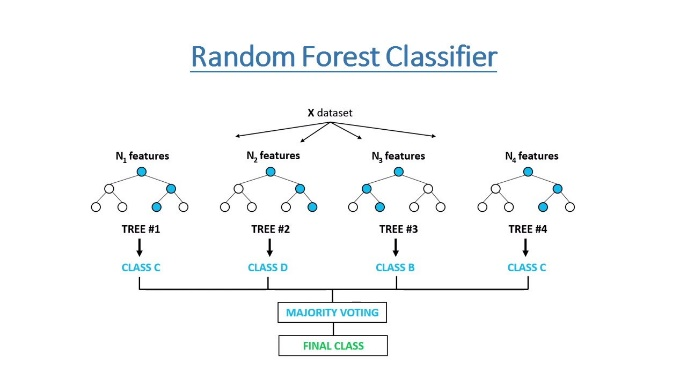 Random Forest Classifier
X dataset
N₁ features N₂ features N₃ features N₄ features
TREE #1 TREE #2 TREE #3 TREE #4
CLASS C CLASS D CLASS B CLASS C
MAJORITY VOTING
FINAL CLASS